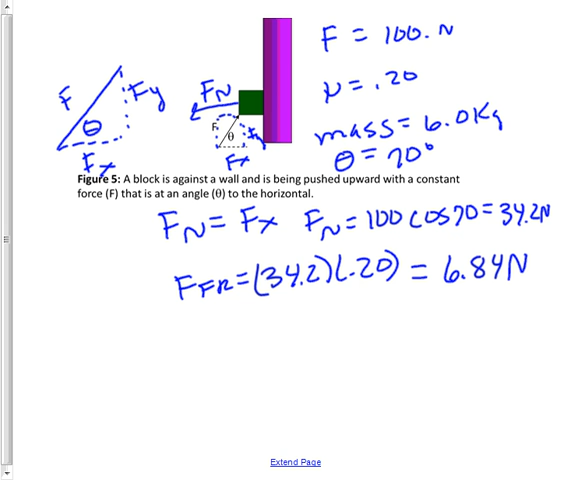 F = 100. N
μ = .20
mass = 6.0Kg
θ = 70°
F
Fy
θ
Fx
FN
F
θ
Fy
Fx
Figure 5: A block is against a wall and is being pushed upward with a constant
force (F) that is at an angle (θ) to the horizontal.
FN = Fx FN = 100 cos 70 = 34.2N
FFR = (34.2)(.20) = 6.84N
Extend Page